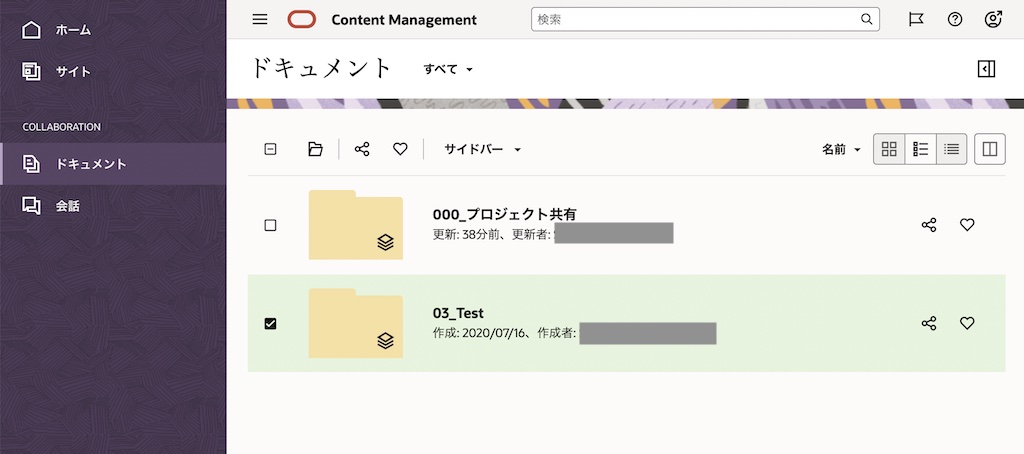 ホーム
サイト
COLLABORATION
ドキュメント
会話
Content Management
検索
ドキュメント
すべて
サイドバー
名前
000_プロジェクト共有
更新: 38分前、更新者:
03_Test
作成: 2020/07/16、作成者: